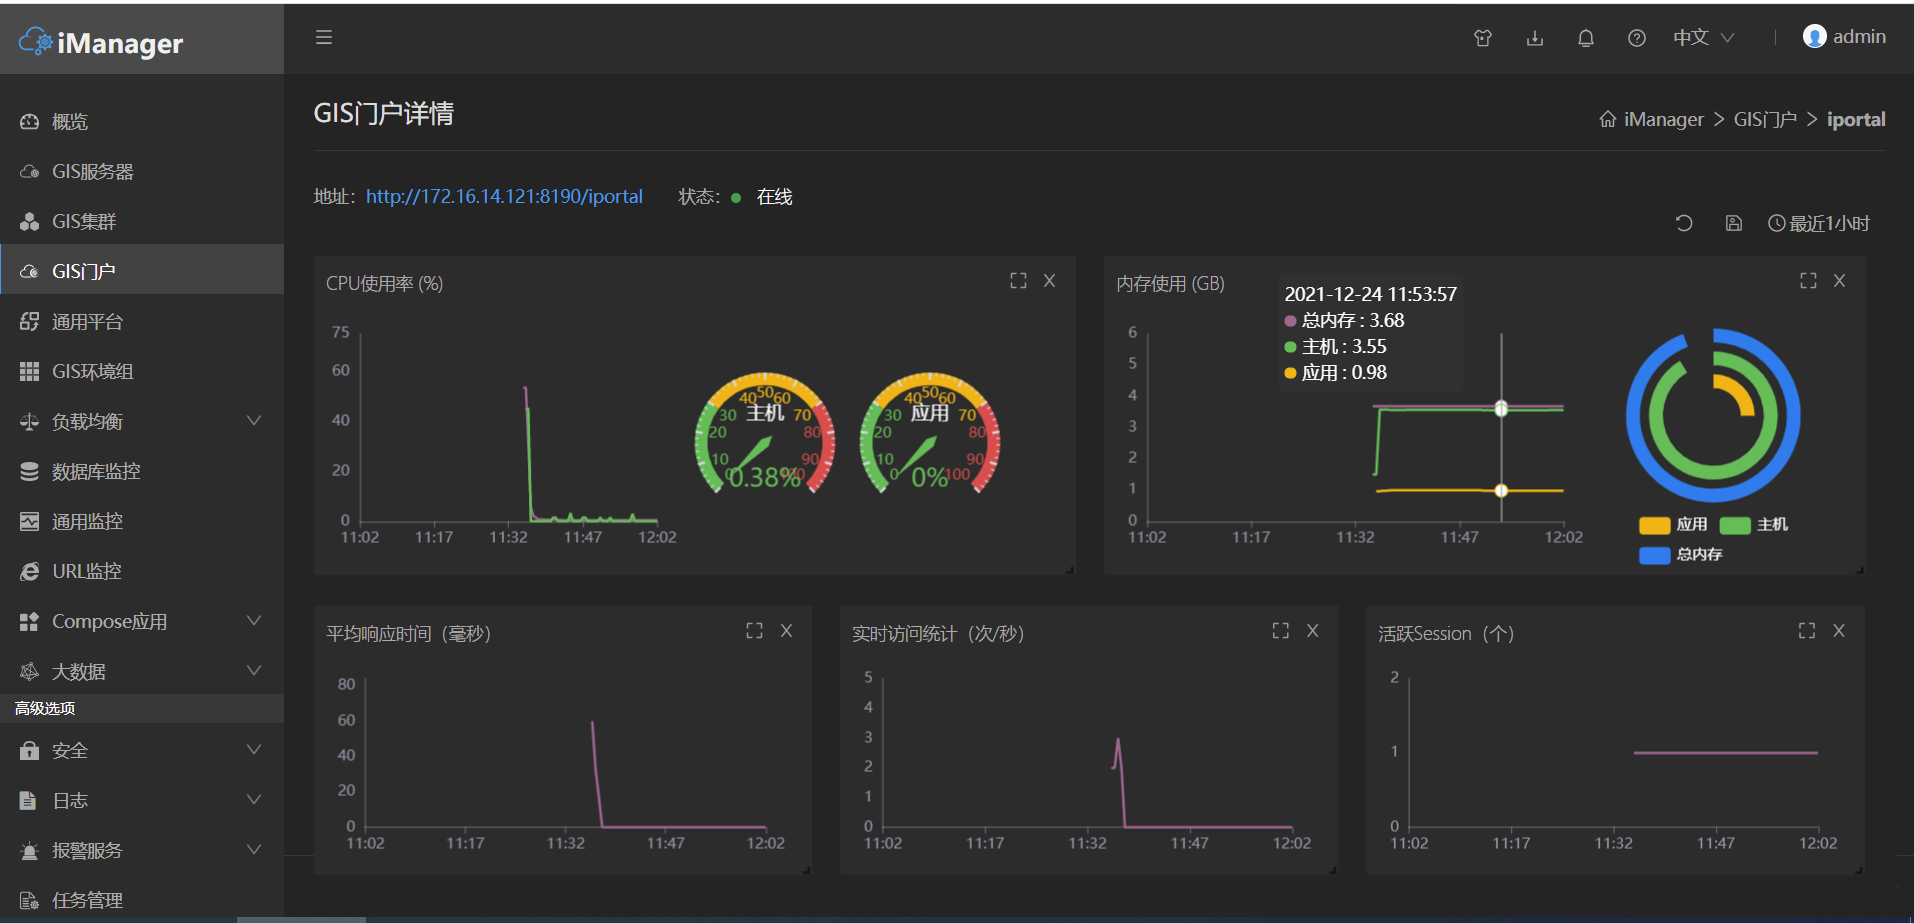 iManager
中文
admin
概览
GIS服务器
GIS集群
GIS门户
通用平台
GIS环境组
负载均衡
数据库监控
通用监控
URL监控
Compose应用
大数据
高级选项
安全
日志
报警服务
任务管理
GIS门户详情
iManager > GIS门户 > iportal
地址: http://172.16.14.121:8190/iportal 状态: 在线
最近1小时
CPU使用率 (%)
X
75
60
40
20
0
11:02 11:17 11:32 11:47 12:02
主机
0 10 20 30 40 50 60 70 80 90 100
0.38%
应用
0 10 20 30 40 50 60 70 80 90 100
0%
内存使用 (GB)
X
2021-12-24 11:53:57
总内存 : 3.68
主机 : 3.55
应用 : 0.98
6
5
4
3
2
1
0
11:02 11:17 11:32 11:47 12:02
应用 主机
总内存
平均响应时间（毫秒）
X
80
60
40
20
0
11:02 11:17 11:32 11:47 12:02
实时访问统计（次/秒）
X
5
4
3
2
1
0
11:02 11:17 11:32 11:47 12:02
活跃Session（个）
X
2
1
0
11:02 11:17 11:32 11:47 12:02